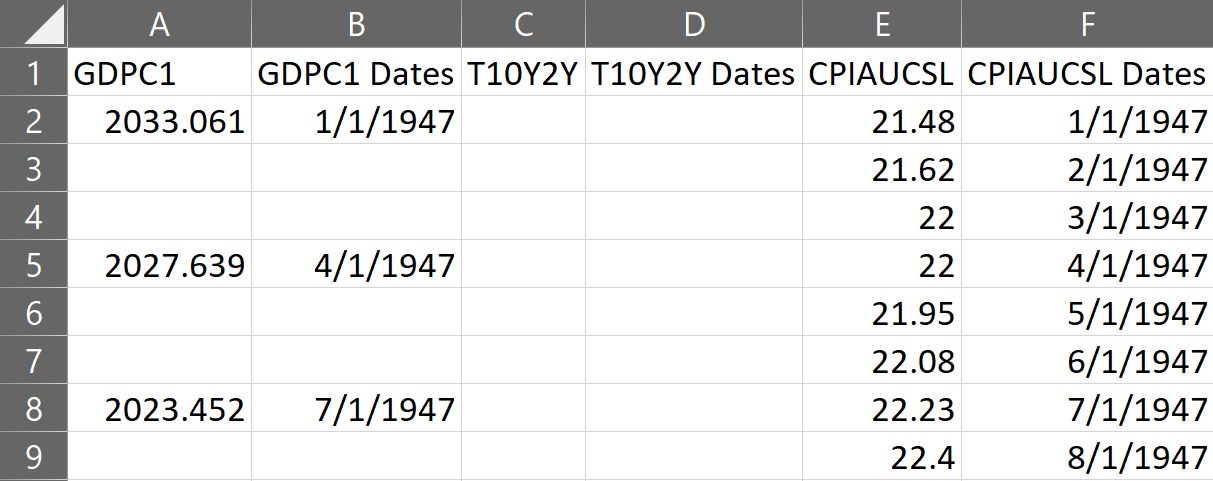 A B C D E F
1 GDPC1 GDPC1 Dates T10Y2Y T10Y2Y Dates CPIAUCSL CPIAUCSL Dates
2 2033.061 1/1/1947 21.48 1/1/1947
3 21.62 2/1/1947
4 22 3/1/1947
5 2027.639 4/1/1947 22 4/1/1947
6 21.95 5/1/1947
7 22.08 6/1/1947
8 2023.452 7/1/1947 22.23 7/1/1947
9 22.4 8/1/1947